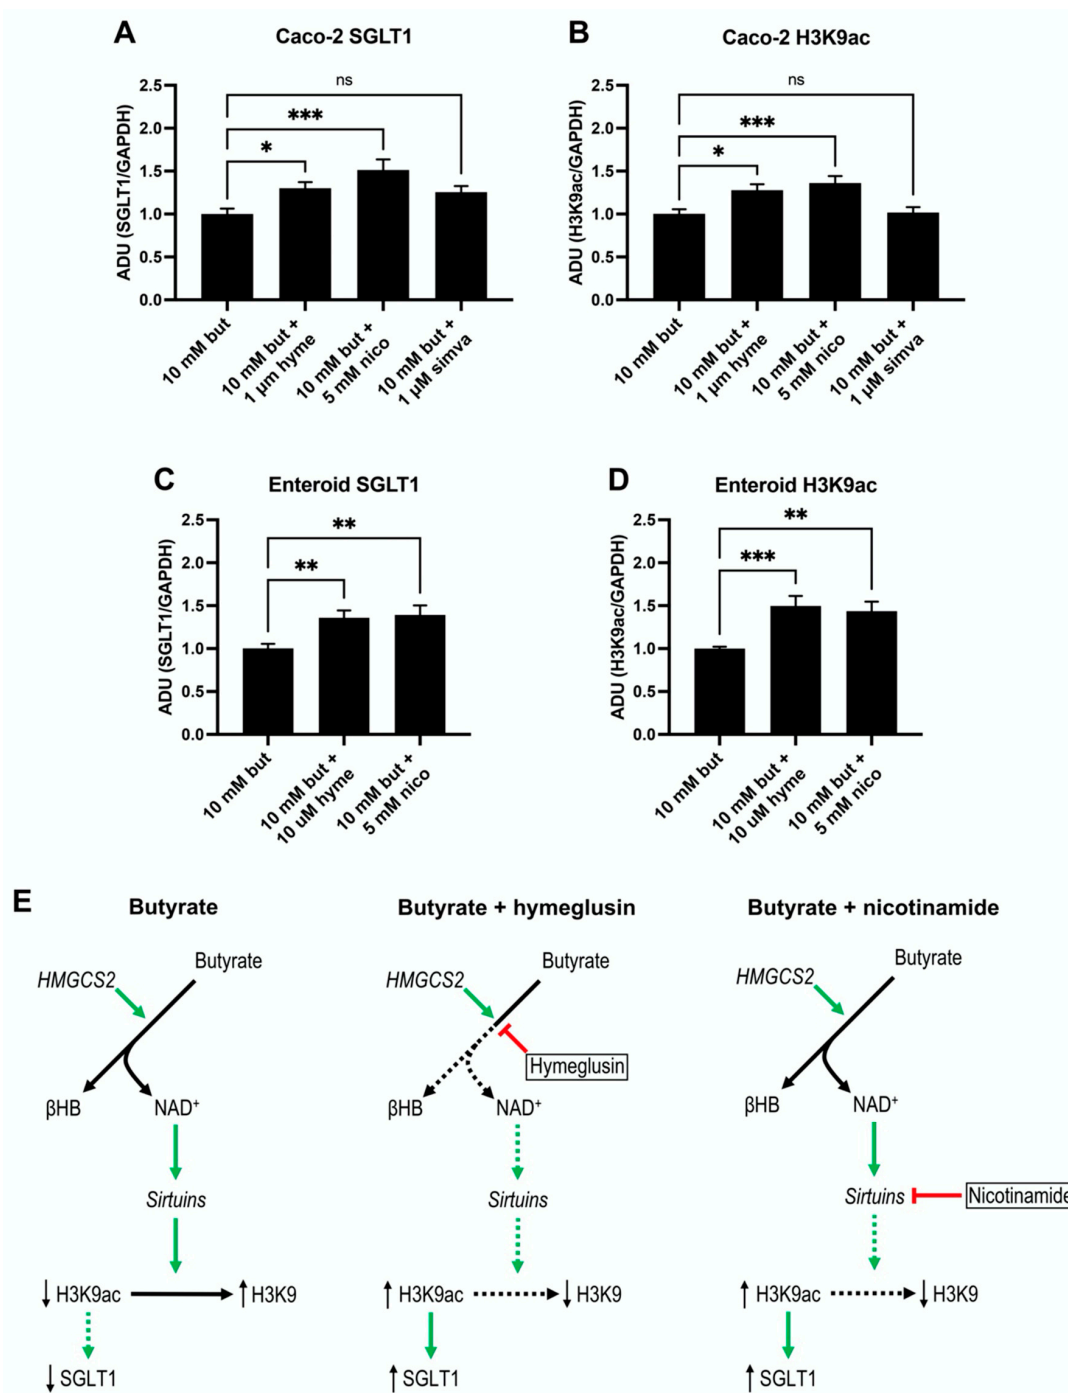 A
Caco-2 SGLT1
ns
***
*
ADU (SGLT1/GAPDH)
2.5
2.0
1.5
1.0
0.5
0.0
10 mM but
10 mM but +
1 µm hyme
10 mM but +
5 mM nico
10 mM but +
1 µM simva
B
Caco-2 H3K9ac
ns
***
*
ADU (H3K9ac/GAPDH)
2.5
2.0
1.5
1.0
0.5
0.0
10 mM but
10 mM but +
1 µm hyme
10 mM but +
5 mM nico
10 mM but +
1 µM simva
C
Enteroid SGLT1
**
**
ADU (SGLT1/GAPDH)
2.5
2.0
1.5
1.0
0.5
0.0
10 mM but
10 mM but +
10 uM hyme
10 mM but +
5 mM nico
D
Enteroid H3K9ac
**
***
ADU (H3K9ac/GAPDH)
2.5
2.0
1.5
1.0
0.5
0.0
10 mM but
10 mM but +
10 uM hyme
10 mM but +
5 mM nico
E
Butyrate
HMGCS2
Butyrate
βHB
NAD⁺
Sirtuins
↓ H3K9ac
↑ H3K9
↓ SGLT1
Butyrate + hymeglusin
HMGCS2
Butyrate
Hymeglusin
βHB
NAD⁺
Sirtuins
↑ H3K9ac
↓ H3K9
↑ SGLT1
Butyrate + nicotinamide
HMGCS2
Butyrate
βHB
NAD⁺
Sirtuins
Nicotinamide
↑ H3K9ac
↓ H3K9
↑ SGLT1